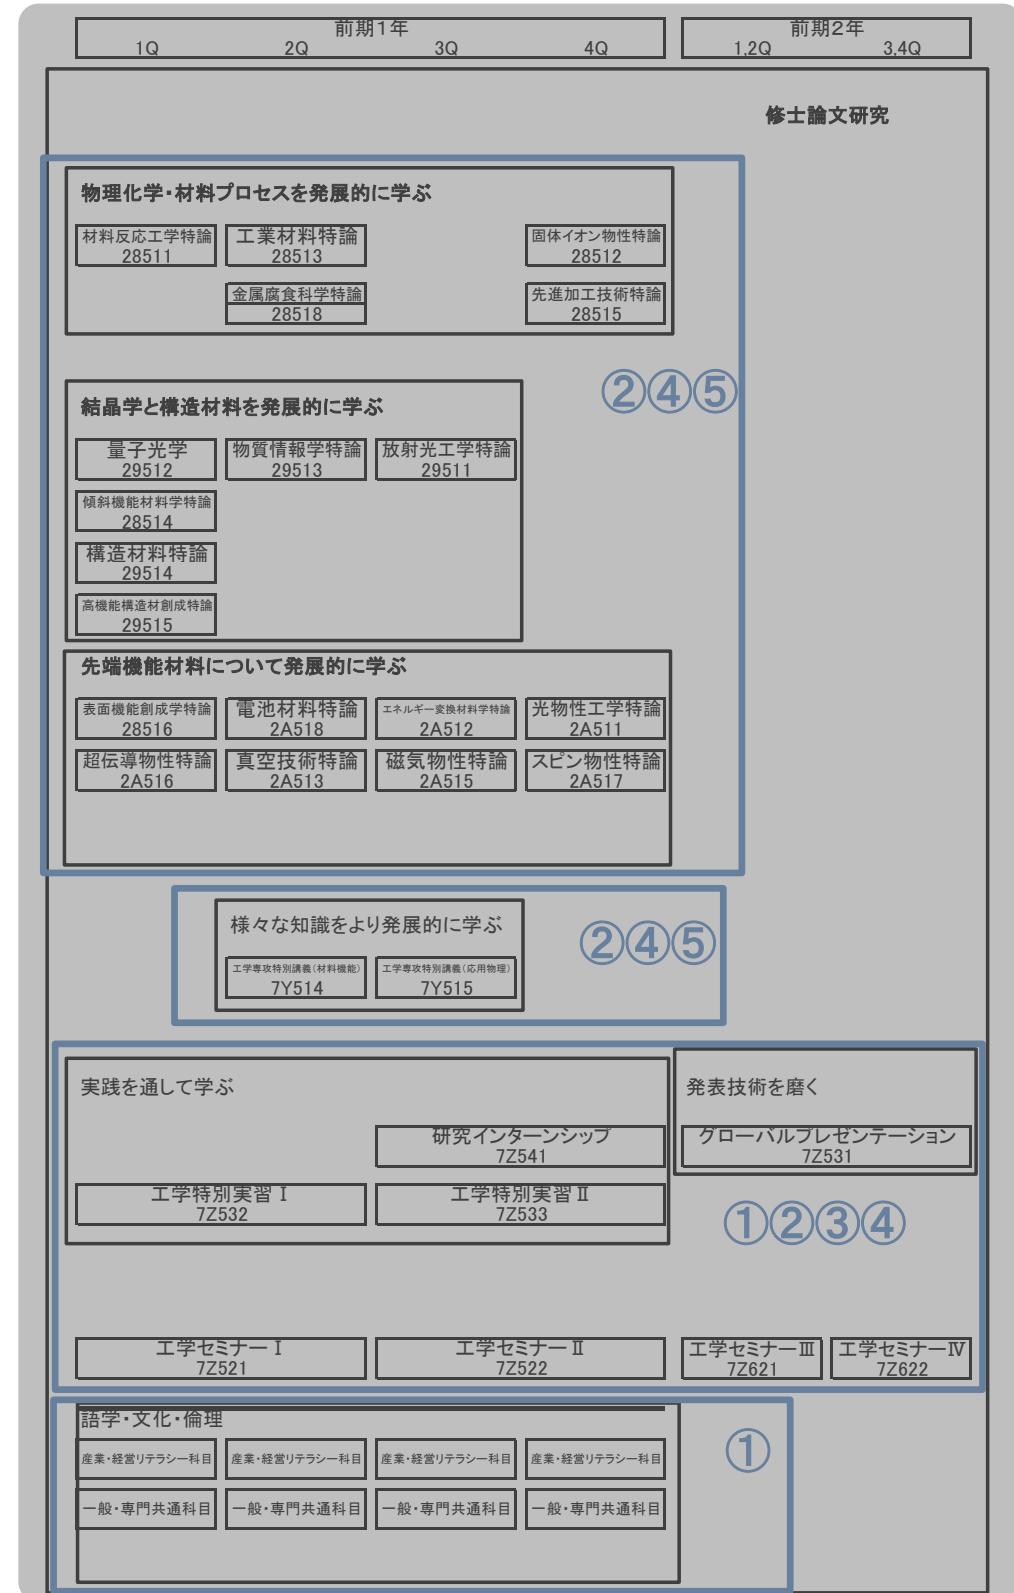 前期1年
前期2年
1Q 2Q 3Q 4Q 1,2Q 3,4Q
修士論文研究
物理化学・材料プロセスを発展的に学ぶ
材料反応工学特論 工業材料特論 固体イオン物性特論
28511 28513 28512
金属腐食科学特論 先進加工技術特論
28518 28515
②④⑤
結晶学と構造材料を発展的に学ぶ
量子光学 物質情報学特論 放射光工学特論
29512 29513 29511
傾斜機能材料学特論
28514
構造材料特論
29514
高機能構造材創成特論
29515
先端機能材料について発展的に学ぶ
表面機能創成学特論 電池材料特論 エネルギー変換材料学特論 光物性工学特論
28516 2A518 2A512 2A511
超伝導物性特論 真空技術特論 磁気物性特論 スピン物性特論
2A516 2A513 2A515 2A517
様々な知識をより発展的に学ぶ
②④⑤
工学専攻特別講義(材料機能) 工学専攻特別講義(応用物理)
7Y514 7Y515
実践を通して学ぶ 発表技術を磨く
研究インターンシップ グローバルプレゼンテーション
7Z541 7Z531
工学特別実習Ⅰ 工学特別実習Ⅱ
7Z532 7Z533
①②③④
工学セミナーⅠ 工学セミナーⅡ 工学セミナーⅢ 工学セミナーⅣ
7Z521 7Z522 7Z621 7Z622
語学・文化・倫理
①
産業・経営リテラシー科目 産業・経営リテラシー科目 産業・経営リテラシー科目 産業・経営リテラシー科目
一般・専門共通科目 一般・専門共通科目 一般・専門共通科目 一般・専門共通科目